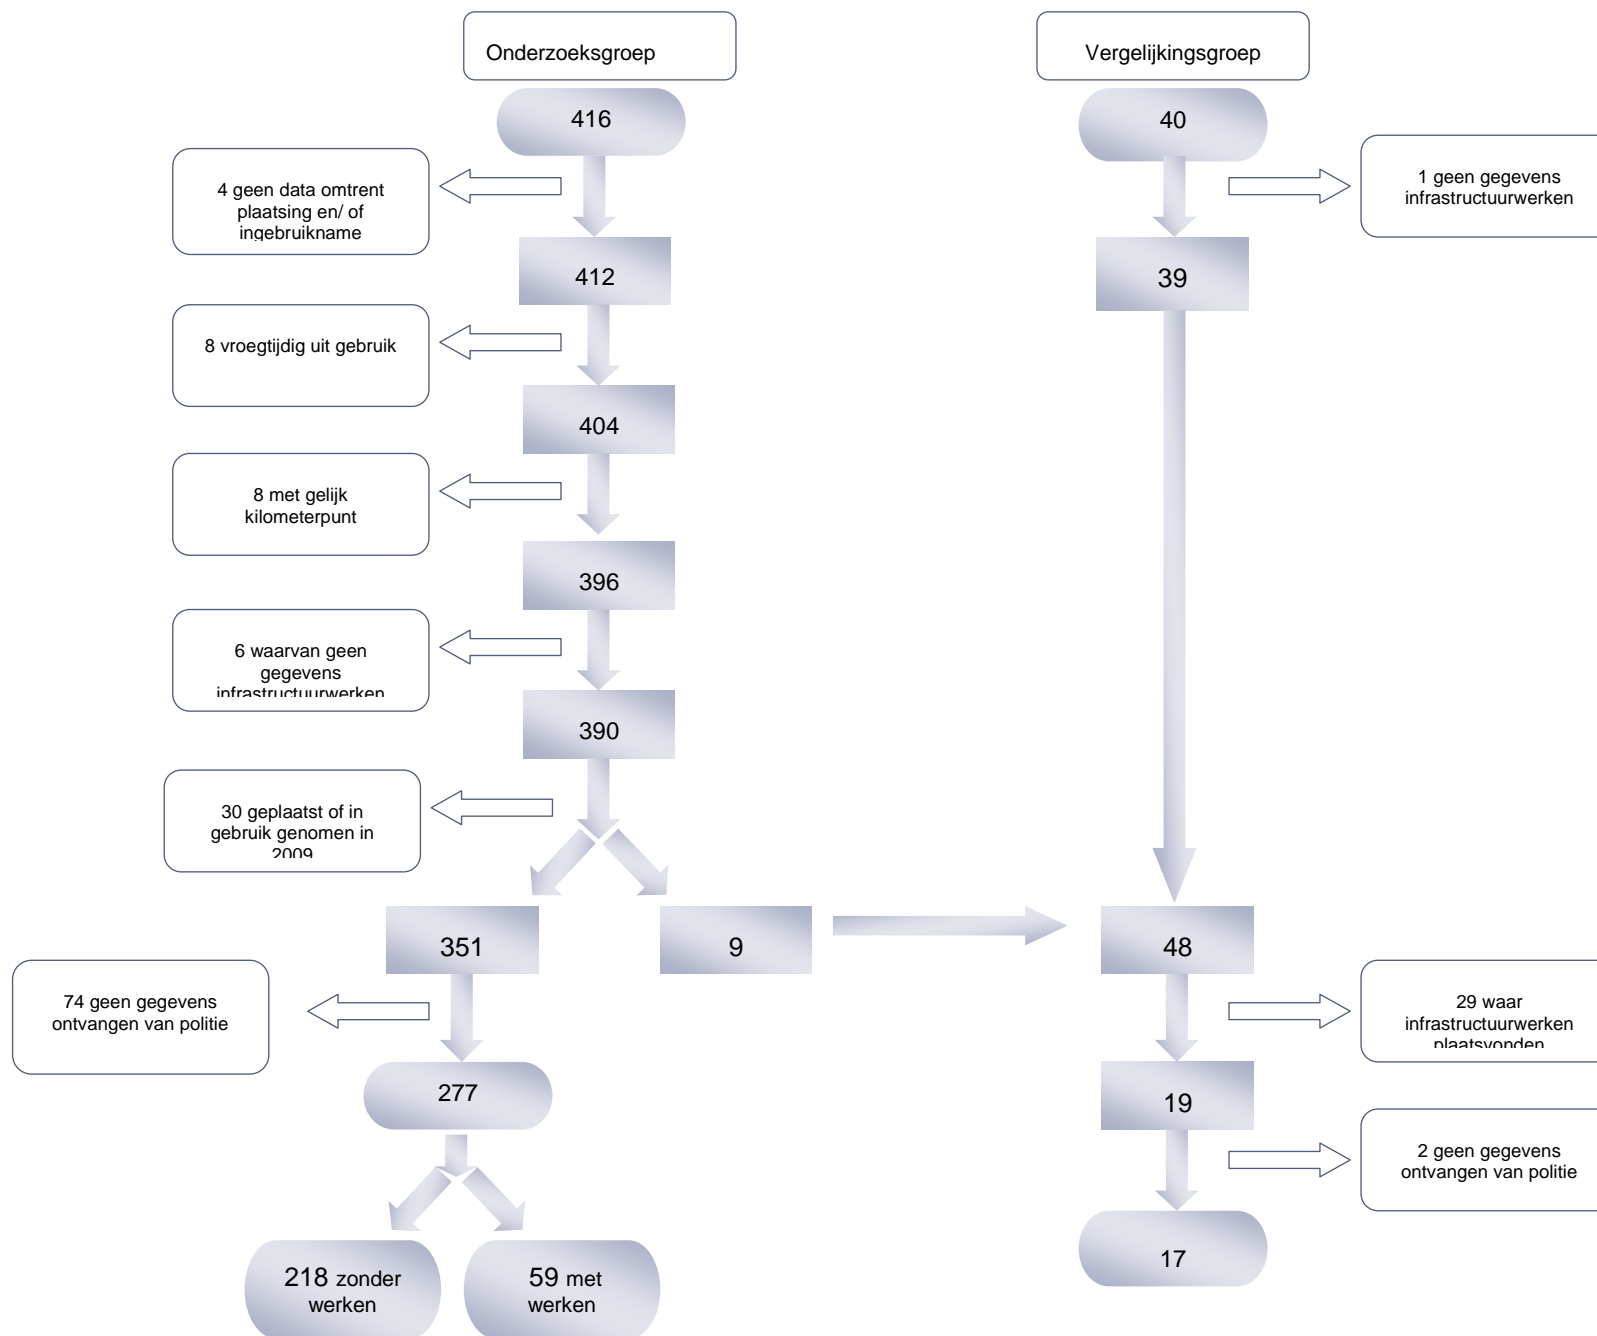 Onderzoeksgroep
Vergelijkingsgroep
416
40
4 geen data omtrent
plaatsing en/ of
ingebruikname
1 geen gegevens
infrastructuurwerken
412
39
8 vroegtijdig uit gebruik
404
8 met gelijk
kilometerpunt
396
6 waarvan geen
gegevens
infrastructuurwerken
390
30 geplaatst of in
gebruik genomen in
2009
351
9
48
74 geen gegevens
ontvangen van politie
29 waar
infrastructuurwerken
plaatsvonden
277
19
2 geen gegevens
ontvangen van politie
17
218 zonder
werken
59 met
werken